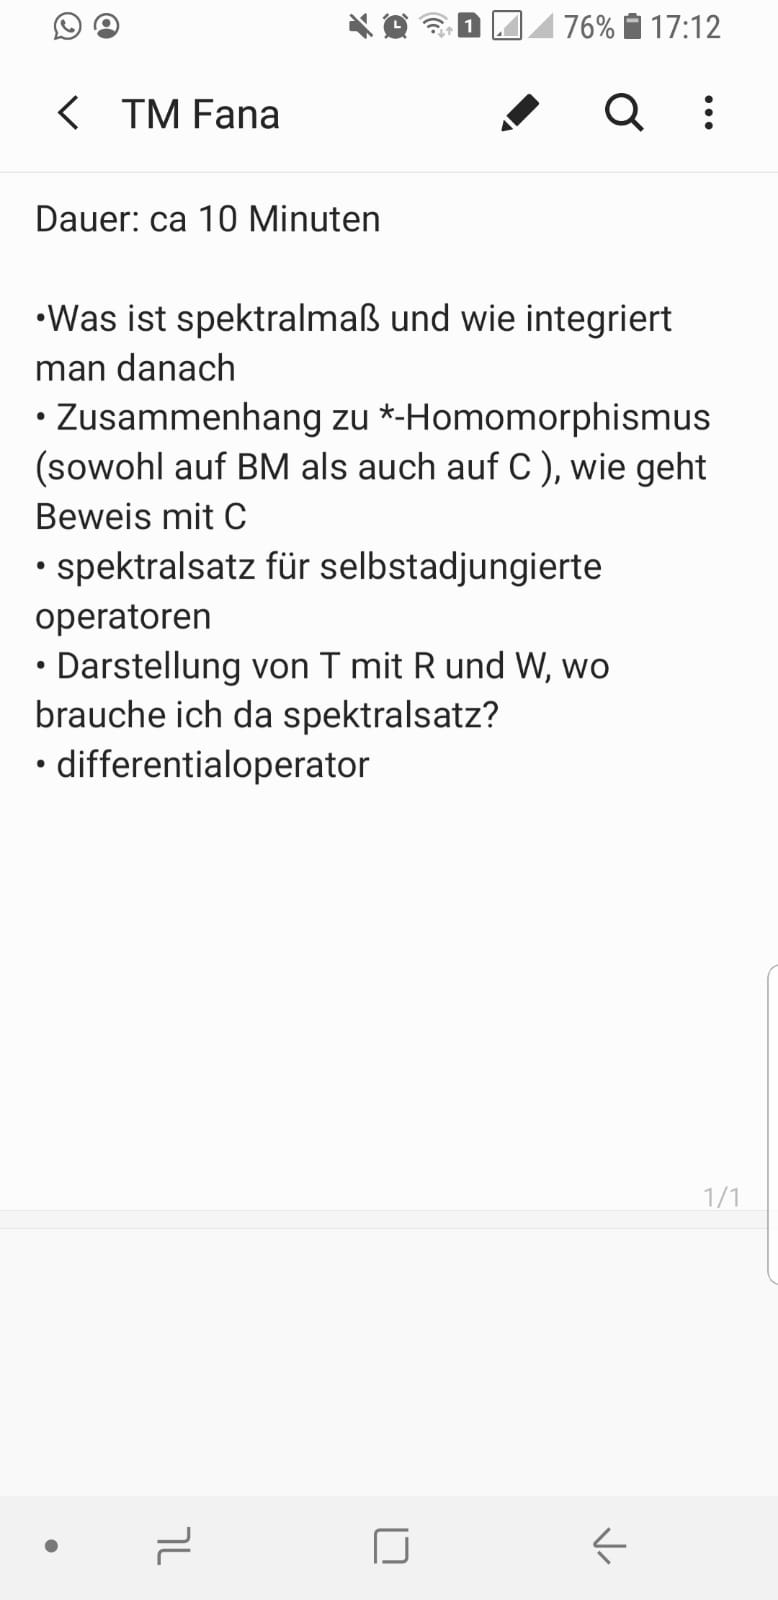 1 76% 17:12
TM Fana
Dauer: ca 10 Minuten
•Was ist spektralmaß und wie integriert
man danach
• Zusammenhang zu *-Homomorphismus
(sowohl auf BM als auch auf C ), wie geht
Beweis mit C
• spektralsatz für selbstadjungierte
operatoren
• Darstellung von T mit R und W, wo
brauche ich da spektralsatz?
• differentialoperator
1/1